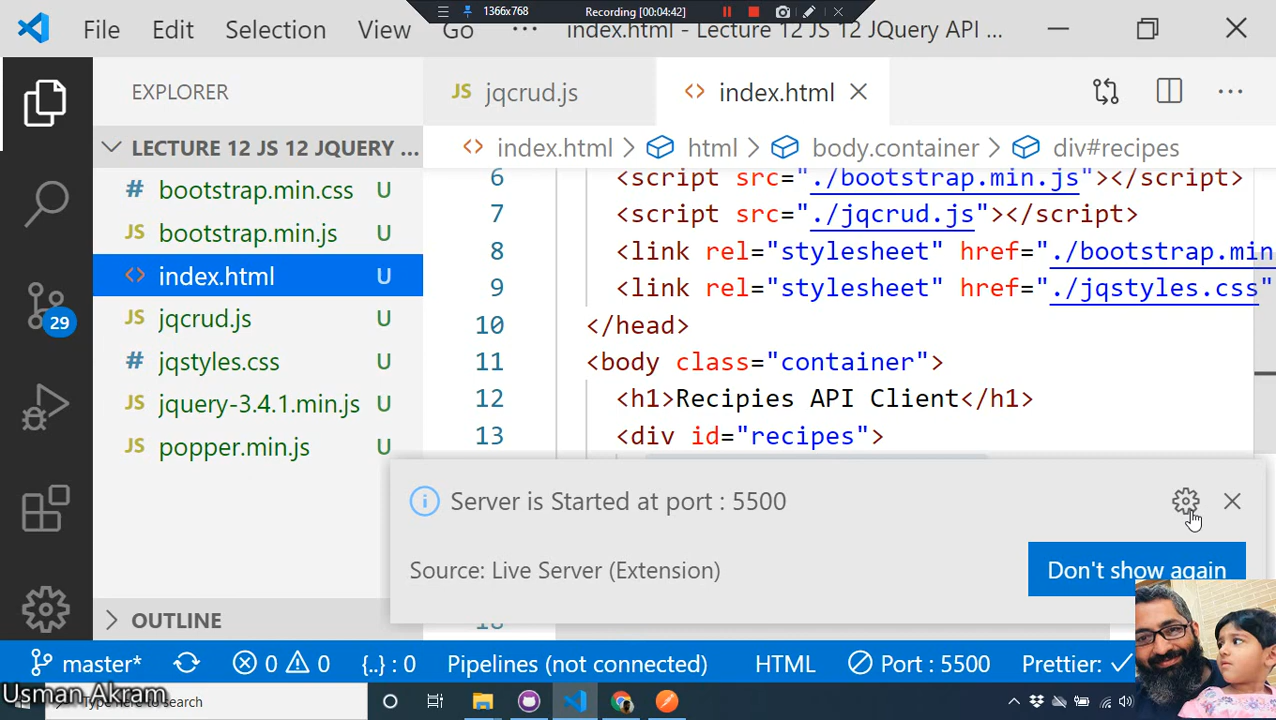 1366x768 Recording [00:04:42]
File Edit Selection View Go ... index.html - Lecture 12 JS 12 JQuery API ...
EXPLORER
JS jqcrud.js <> index.html
LECTURE 12 JS 12 JQUERY ...
<> index.html > html > body.container > div#recipes
# bootstrap.min.css U
JS bootstrap.min.js U
<> index.html U
JS jqcrud.js U
# jqstyles.css U
JS jquery-3.4.1.min.js U
JS popper.min.js U
29
6 <script src="./bootstrap.min.js"></script>
7 <script src="./jqcrud.js"></script>
8 <link rel="stylesheet" href="./bootstrap.min
9 <link rel="stylesheet" href="./jqstyles.css"
10 </head>
11 <body class="container">
12 <h1>Recipies API Client</h1>
13 <div id="recipes">
Server is Started at port : 5500
Source: Live Server (Extension)
Don't show again
OUTLINE
master* 0 0 {..} : 0 Pipelines (not connected) HTML Port : 5500 Prettier: ✓
Usman Akram
Type here to search